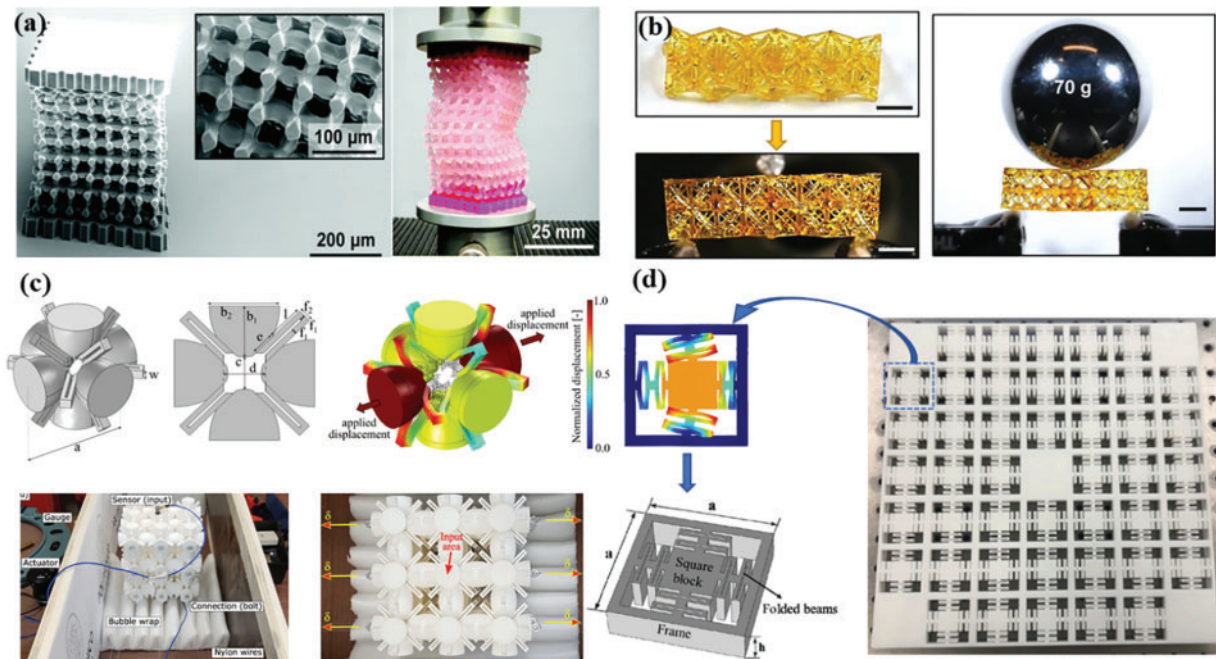 (a)
100 µm
200 µm
25 mm
(b)
70 g
(c)
b₂
b₁
l
f₂
f₁
e
f₁
c
d
w
a
applied
displacement
applied
displacement
1.0
0.5
0.0
Normalized displacement [-]
Sensor (input)
Gauge
Actuator
Connection (bolt)
Bubble wrap
Nylon wires
δ
δ
δ
δ
δ
δ
Input
area
(d)
a
a
Square
block
Folded beams
Frame
h